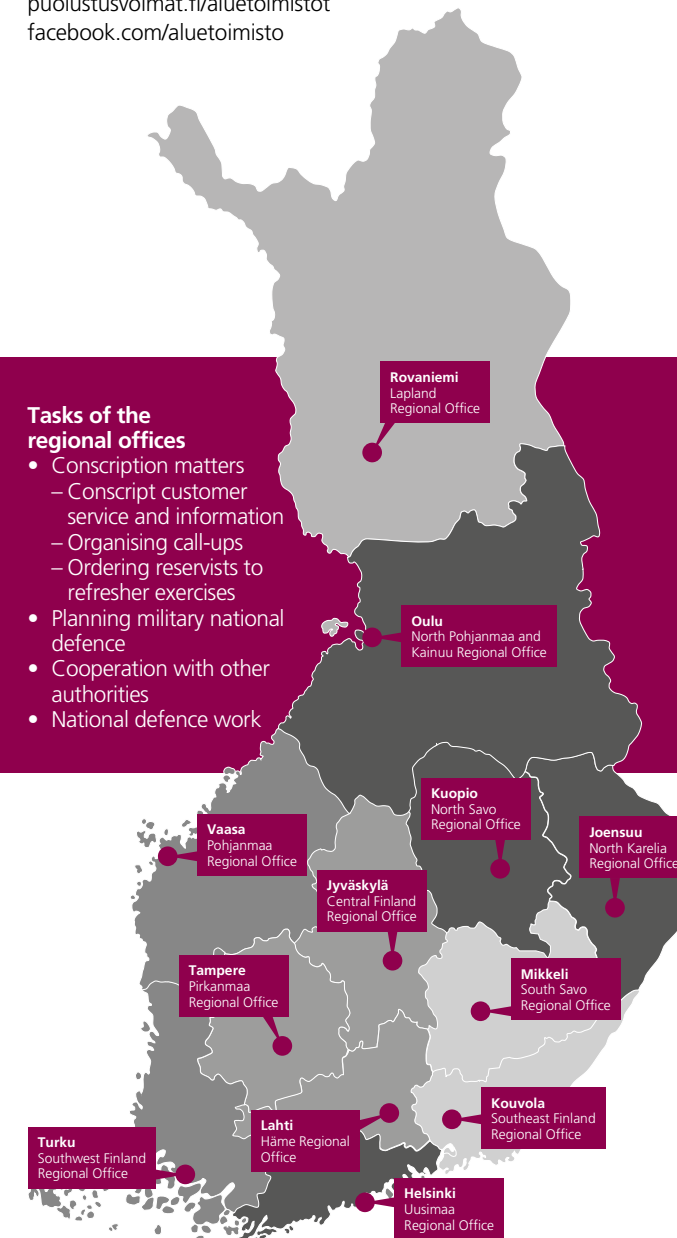 puolustusvoimat.fi/aluetoimistot
facebook.com/aluetoimisto
Rovaniemi
Lapland
Regional Office
Tasks of the
regional offices
• Conscription matters
– Conscript customer
service and information
– Organising call-ups
– Ordering reservists to
refresher exercises
• Planning military national
defence
• Cooperation with other
authorities
• National defence work
Oulu
North Pohjanmaa and
Kainuu Regional Office
Kuopio
North Savo
Regional Office
Vaasa
Pohjanmaa
Regional Office
Joensuu
North Karelia
Regional Office
Jyväskylä
Central Finland
Regional Office
Tampere
Pirkanmaa
Regional Office
Mikkeli
South Savo
Regional Office
Kouvola
Southeast Finland
Regional Office
Lahti
Häme Regional
Office
Turku
Southwest Finland
Regional Office
Helsinki
Uusimaa
Regional Office